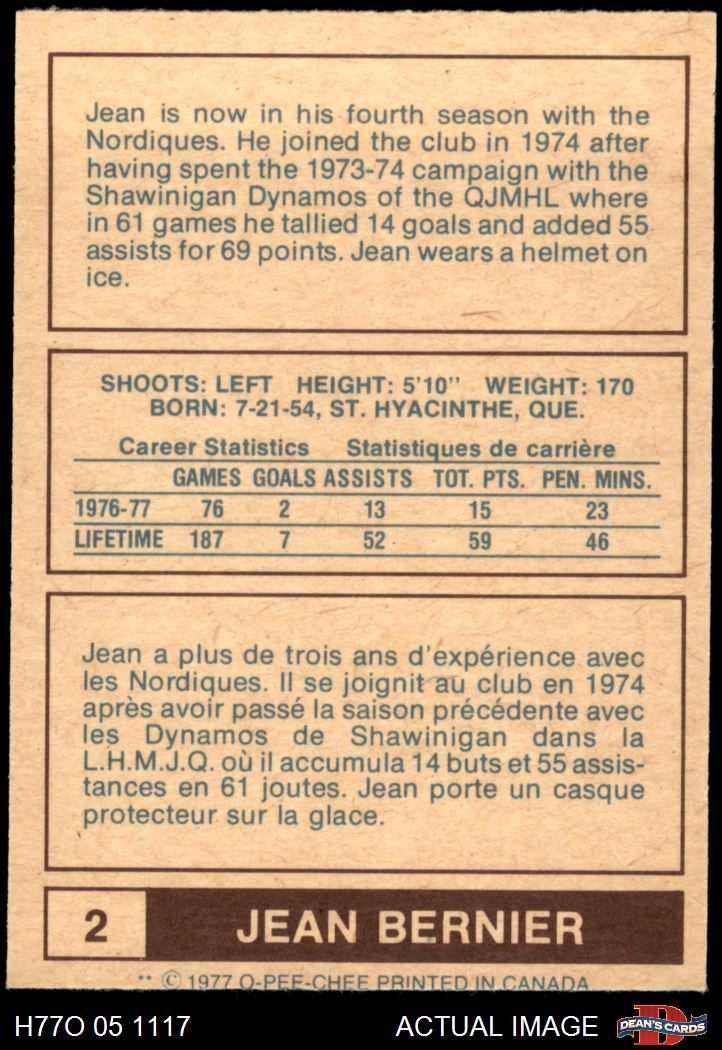 Jean is now in his fourth season with the
Nordiques. He joined the club in 1974 after
having spent the 1973-74 campaign with the
Shawinigan Dynamos of the QJMHL where
in 61 games he tallied 14 goals and added 55
assists for 69 points. Jean wears a helmet on
ice.
SHOOTS: LEFT HEIGHT: 5'10" WEIGHT: 170
BORN: 7-21-54, ST. HYACINTHE, QUE.
Career Statistics Statistiques de carrière
GAMES GOALS ASSISTS TOT. PTS. PEN. MINS.
1976-77 76 2 13 15 23
LIFETIME 187 7 52 59 46
Jean a plus de trois ans d'expérience avec
les Nordiques. Il se joignit au club en 1974
après avoir passé la saison précédente avec
les Dynamos de Shawinigan dans la
L.H.M.J.Q. où il accumula 14 buts et 55 assis-
tances en 61 joutes. Jean porte un casque
protecteur sur la glace.
2 JEAN BERNIER
** © 1977 O-PEE-CHEE PRINTED IN CANADA
H77O 05 1117 ACTUAL IMAGE D DEAN'S CARDS